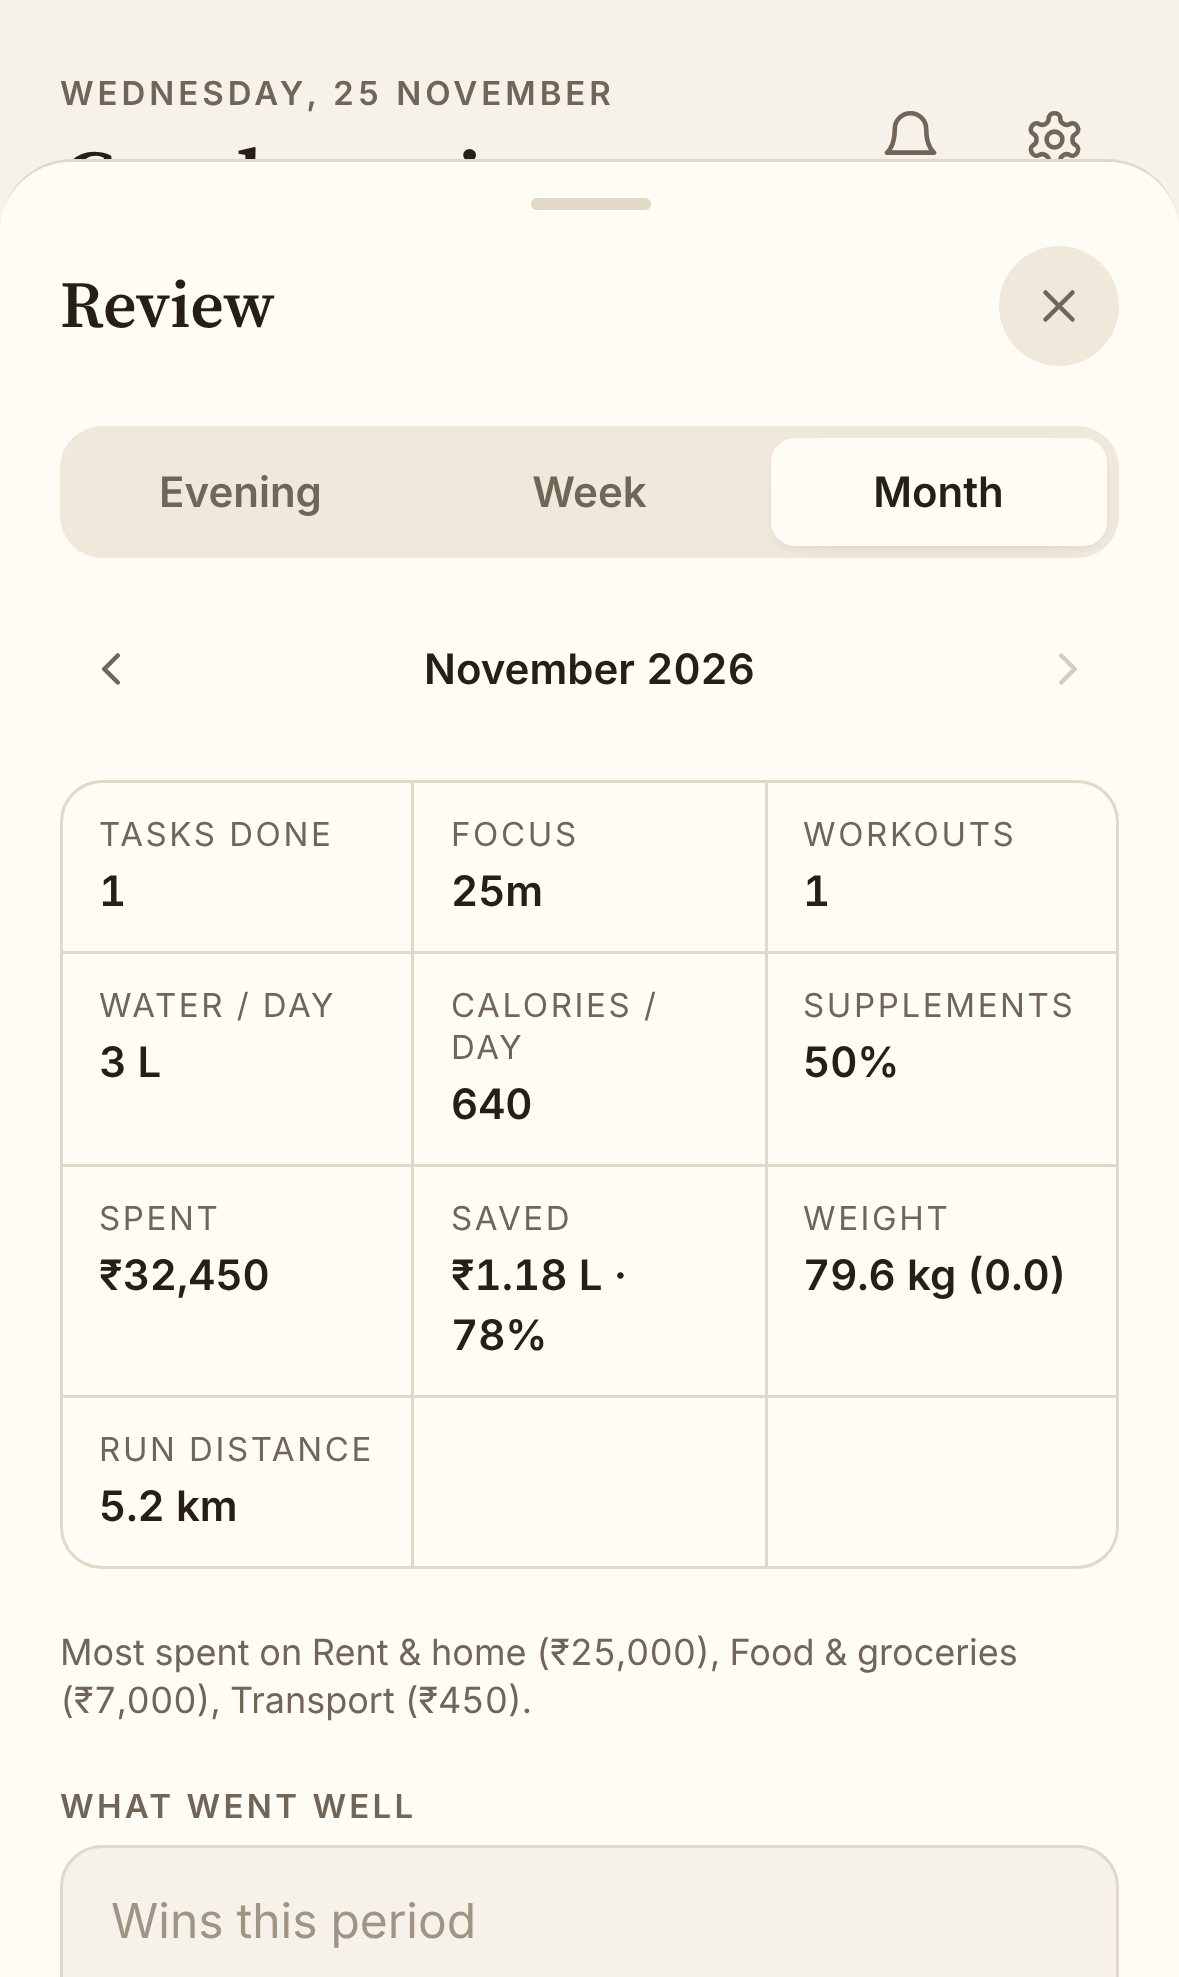 WEDNESDAY, 25 NOVEMBER
Review
Evening
Week
Month
November 2026
TASKS DONE
1
FOCUS
25m
WORKOUTS
1
WATER / DAY
3 L
CALORIES /
DAY
640
SUPPLEMENTS
50%
SPENT
₹32,450
SAVED
₹1.18 L ·
78%
WEIGHT
79.6 kg (0.0)
RUN DISTANCE
5.2 km
Most spent on Rent & home (₹25,000), Food & groceries
(₹7,000), Transport (₹450).
WHAT WENT WELL
Wins this period